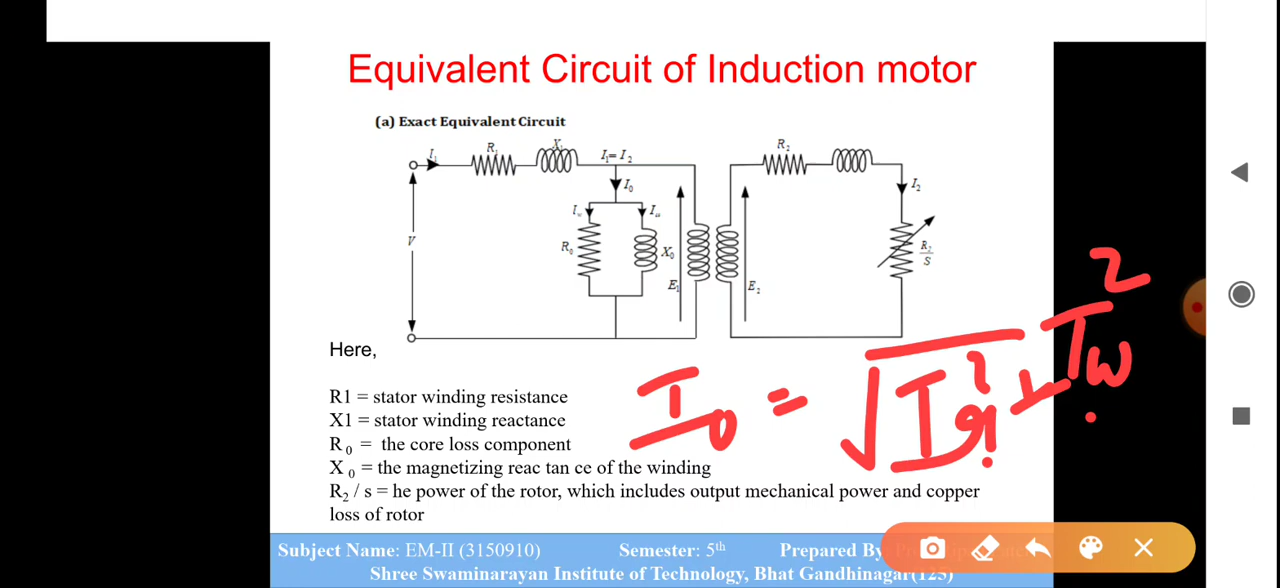 Equivalent Circuit of Induction motor
(a) Exact Equivalent Circuit
I₁ R₁ X₁ I₁= I₂ R₂
I₀ I₂
I_w I_u
V R₀ X₀ R₂/S
E₁ E₂
Here,
R1 = stator winding resistance
X1 = stator winding reactance
R ₀ = the core loss component
X ₀ = the magnetizing reac tan ce of the winding
R₂ / s = he power of the rotor, which includes output mechanical power and copper
loss of rotor
Subject Name: EM-II (3150910) Semester: 5th Prepared By:
Shree Swaminarayan Institute of Technology, Bhat Gandhinagar(125)